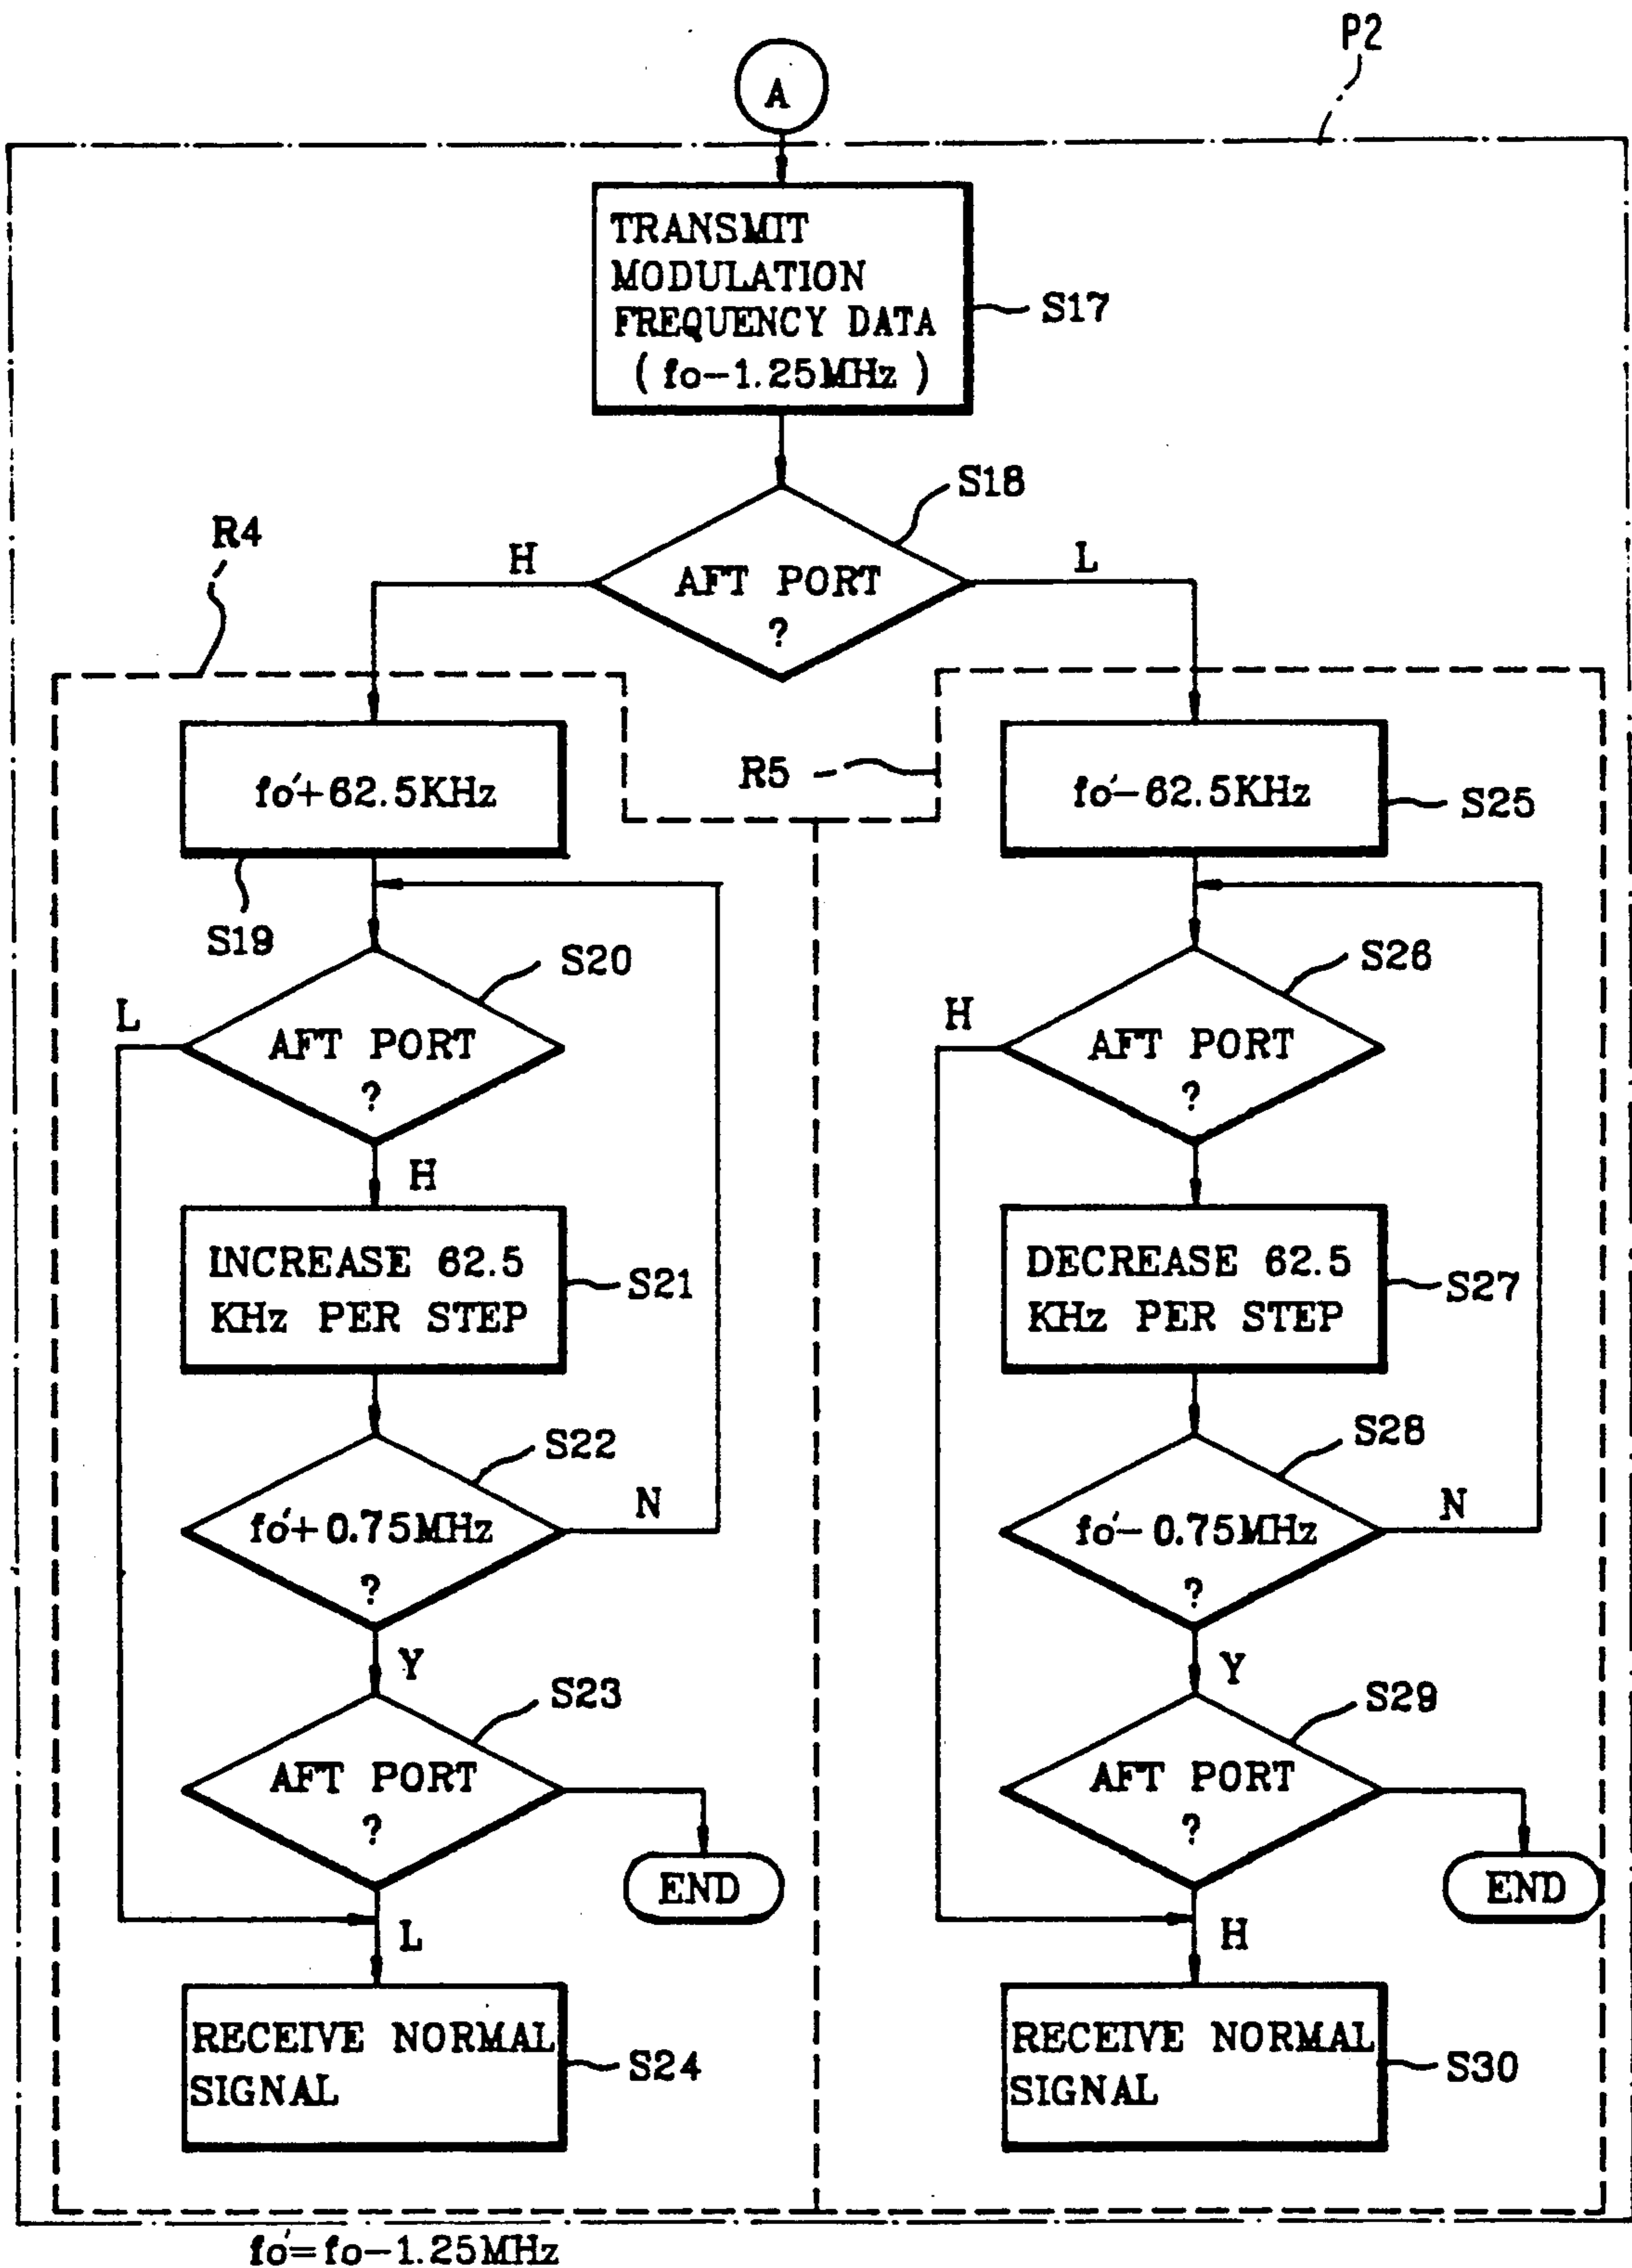 P2
A
TRANSMIT
MODULATION
FREQUENCY DATA
(fo-1.25MHz)
S17
S18
R4
H
L
AFT PORT
?
fo'+62.5KHz
R5
fo'-62.5KHz
S25
S19
S20
S26
L
H
AFT PORT
?
AFT PORT
?
H
INCREASE 62.5
KHz PER STEP
S21
DECREASE 62.5
KHz PER STEP
S27
S22
S28
fo'+0.75MHz
?
N
fo'-0.75MHz
?
N
Y
Y
S23
S29
AFT PORT
?
AFT PORT
?
END
END
L
H
RECEIVE NORMAL
SIGNAL
S24
RECEIVE NORMAL
SIGNAL
S30
fo'=fo-1.25MHz